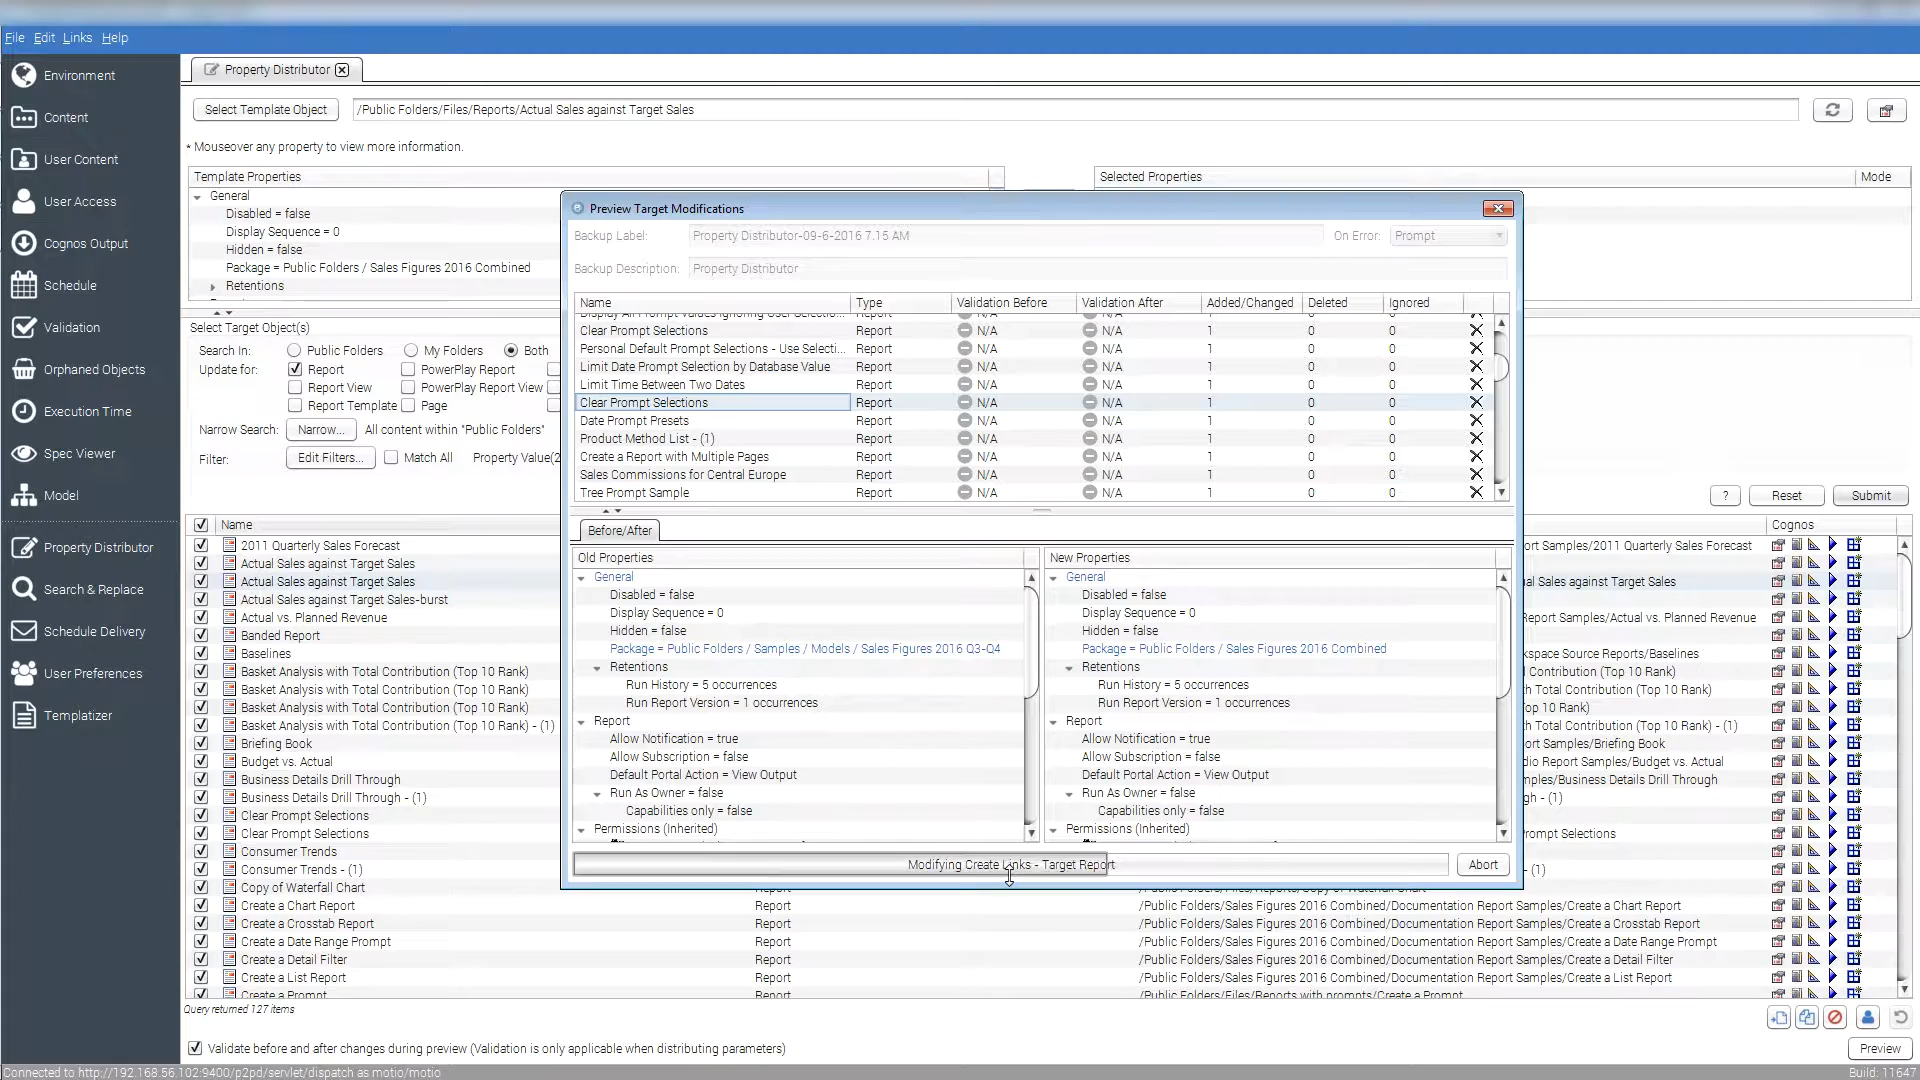 File Edit Links Help
Environment
Content
User Content
User Access
Cognos Output
Schedule
Validation
Orphaned Objects
Execution Time
Spec Viewer
Model
Property Distributor
Search & Replace
Schedule Delivery
User Preferences
Templatizer
Property Distributor
Select Template Object /Public Folders/Files/Reports/Actual Sales against Target Sales
* Mouseover any property to view more information.
Template Properties
General
Disabled = false
Display Sequence = 0
Hidden = false
Package = Public Folders / Sales Figures 2016 Combined
Retentions
Selected Properties Mode
Select Target Object(s)
Search In: Public Folders My Folders Both
Update for: Report PowerPlay Report
Report View PowerPlay Report View
Report Template Page
Narrow Search: Narrow... All content within "Public Folders"
Filter: Edit Filters... Match All Property Value(2
? Reset Submit
Preview Target Modifications
Backup Label: Property Distributor-09-6-2016 7.15 AM On Error: Prompt
Backup Description: Property Distributor
Name Type Validation Before Validation After Added/Changed Deleted Ignored
Display All Prompt Values Ignoring User Selectio... Report N/A N/A 1 0 0
Clear Prompt Selections Report N/A N/A 1 0 0
Personal Default Prompt Selections - Use Selecti... Report N/A N/A 1 0 0
Limit Date Prompt Selection by Database Value Report N/A N/A 1 0 0
Limit Time Between Two Dates Report N/A N/A 1 0 0
Clear Prompt Selections Report N/A N/A 1 0 0
Date Prompt Presets Report N/A N/A 1 0 0
Product Method List - (1) Report N/A N/A 1 0 0
Create a Report with Multiple Pages Report N/A N/A 1 0 0
Sales Commissions for Central Europe Report N/A N/A 1 0 0
Tree Prompt Sample Report N/A N/A 1 0 0
Before/After
Old Properties
General
Disabled = false
Display Sequence = 0
Hidden = false
Package = Public Folders / Samples / Models / Sales Figures 2016 Q3-Q4
Retentions
Run History = 5 occurrences
Run Report Version = 1 occurrences
Report
Allow Notification = true
Allow Subscription = false
Default Portal Action = View Output
Run As Owner = false
Capabilities only = false
Permissions (Inherited)
New Properties
General
Disabled = false
Display Sequence = 0
Hidden = false
Package = Public Folders / Sales Figures 2016 Combined
Retentions
Run History = 5 occurrences
Run Report Version = 1 occurrences
Report
Allow Notification = true
Allow Subscription = false
Default Portal Action = View Output
Run As Owner = false
Capabilities only = false
Permissions (Inherited)
Modifying Create Links - Target Report Abort
Name Cognos
2011 Quarterly Sales Forecast ort Samples/2011 Quarterly Sales Forecast
Actual Sales against Target Sales
Actual Sales against Target Sales al Sales against Target Sales
Actual Sales against Target Sales-burst
Actual vs. Planned Revenue Report Samples/Actual vs. Planned Revenue
Banded Report
Baselines kspace Source Reports/Baselines
Basket Analysis with Total Contribution (Top 10 Rank) l Contribution (Top 10 Rank)
Basket Analysis with Total Contribution (Top 10 Rank) th Total Contribution (Top 10 Rank)
Basket Analysis with Total Contribution (Top 10 Rank) op 10 Rank)
Basket Analysis with Total Contribution (Top 10 Rank) - (1) h Total Contribution (Top 10 Rank) - (1)
Briefing Book ort Samples/Briefing Book
Budget vs. Actual dio Report Samples/Budget vs. Actual
Business Details Drill Through mples/Business Details Drill Through
Business Details Drill Through - (1) gh - (1)
Clear Prompt Selections
Clear Prompt Selections rompt Selections
Consumer Trends
Consumer Trends - (1) - (1)
Copy of Waterfall Chart Report /Public Folders/Files/Reports/Copy of Waterfall Chart
Create a Chart Report Report /Public Folders/Sales Figures 2016 Combined/Documentation Report Samples/Create a Chart Report
Create a Crosstab Report Report /Public Folders/Sales Figures 2016 Combined/Documentation Report Samples/Create a Crosstab Report
Create a Date Range Prompt Report /Public Folders/Sales Figures 2016 Combined/Documentation Report Samples/Create a Date Range Prompt
Create a Detail Filter Report /Public Folders/Sales Figures 2016 Combined/Documentation Report Samples/Create a Detail Filter
Create a List Report Report /Public Folders/Sales Figures 2016 Combined/Documentation Report Samples/Create a List Report
Create a Prompt Report /Public Folders/Files/Reports with prompts/Create a Prompt
Query returned 127 items
Validate before and after changes during preview (Validation is only applicable when distributing parameters) Preview
Connected to http://192.168.56.102:9400/p2pd/servlet/dispatch as motio/motio Build: 11647